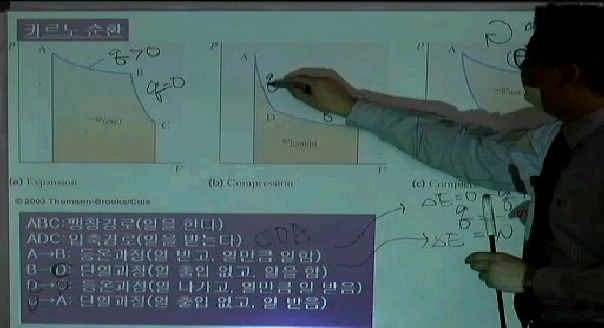 카르노 순환
P
A
q>0
B
q=0
C
V
(a) Expansion
P
A
D
V
(b) Compression
P
A
(c)
© 2003 Thomson-Brooks/Cole
ABC: 팽창경로(일을 한다)
ADC: 압축경로(일을 받는다) CDA
A→B: 등온과정(열 받고, 열만큼 일함)
B→C: 단열과정(열 출입 없고, 일을 함)
등온과정(열 나가고, 열만큼 일 받음)
→A: 단열과정(열 출입 없고, 일 받음)
ΔE=0
ΔE =